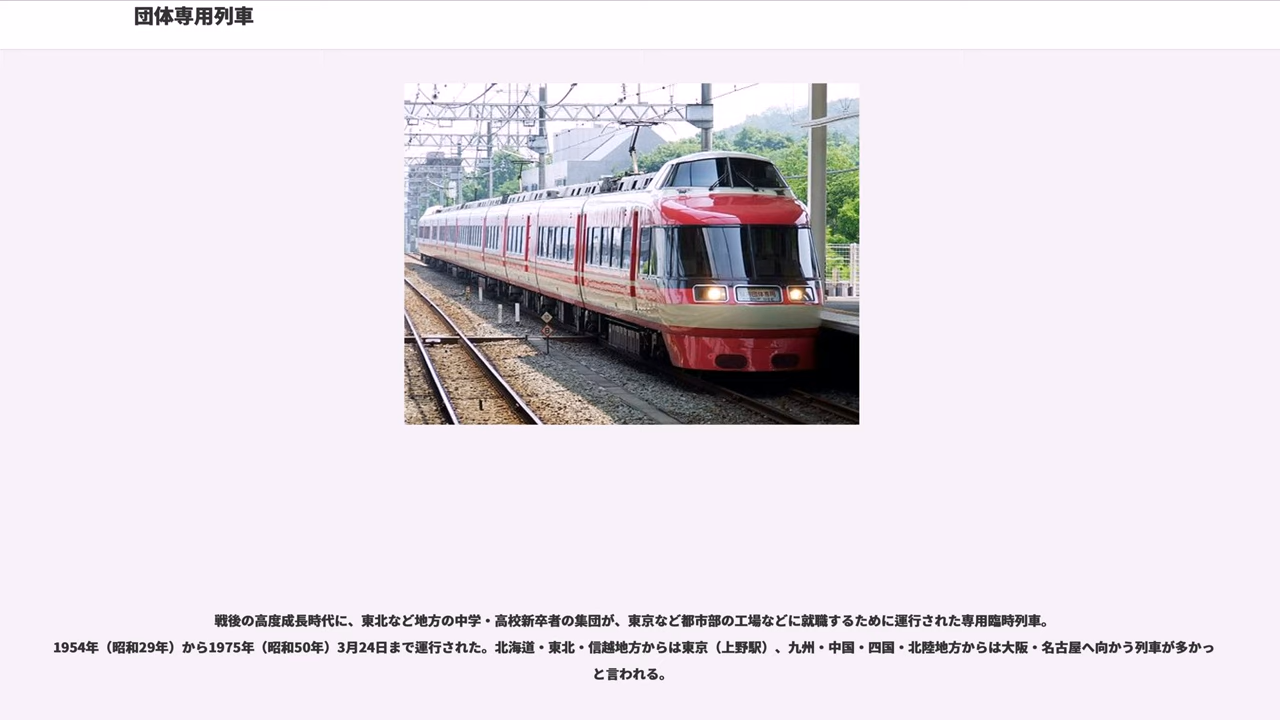 団体専用列車
戦後の高度成長時代に、東北など地方の中学・高校新卒者の集団が、東京など都市部の工場などに就職するために運行された専用臨時列車。
1954年（昭和29年）から1975年（昭和50年）3月24日まで運行された。北海道・東北・信越地方からは東京（上野駅）、九州・中国・四国・北陸地方からは大阪・名古屋へ向かう列車が多かっ
と言われる。